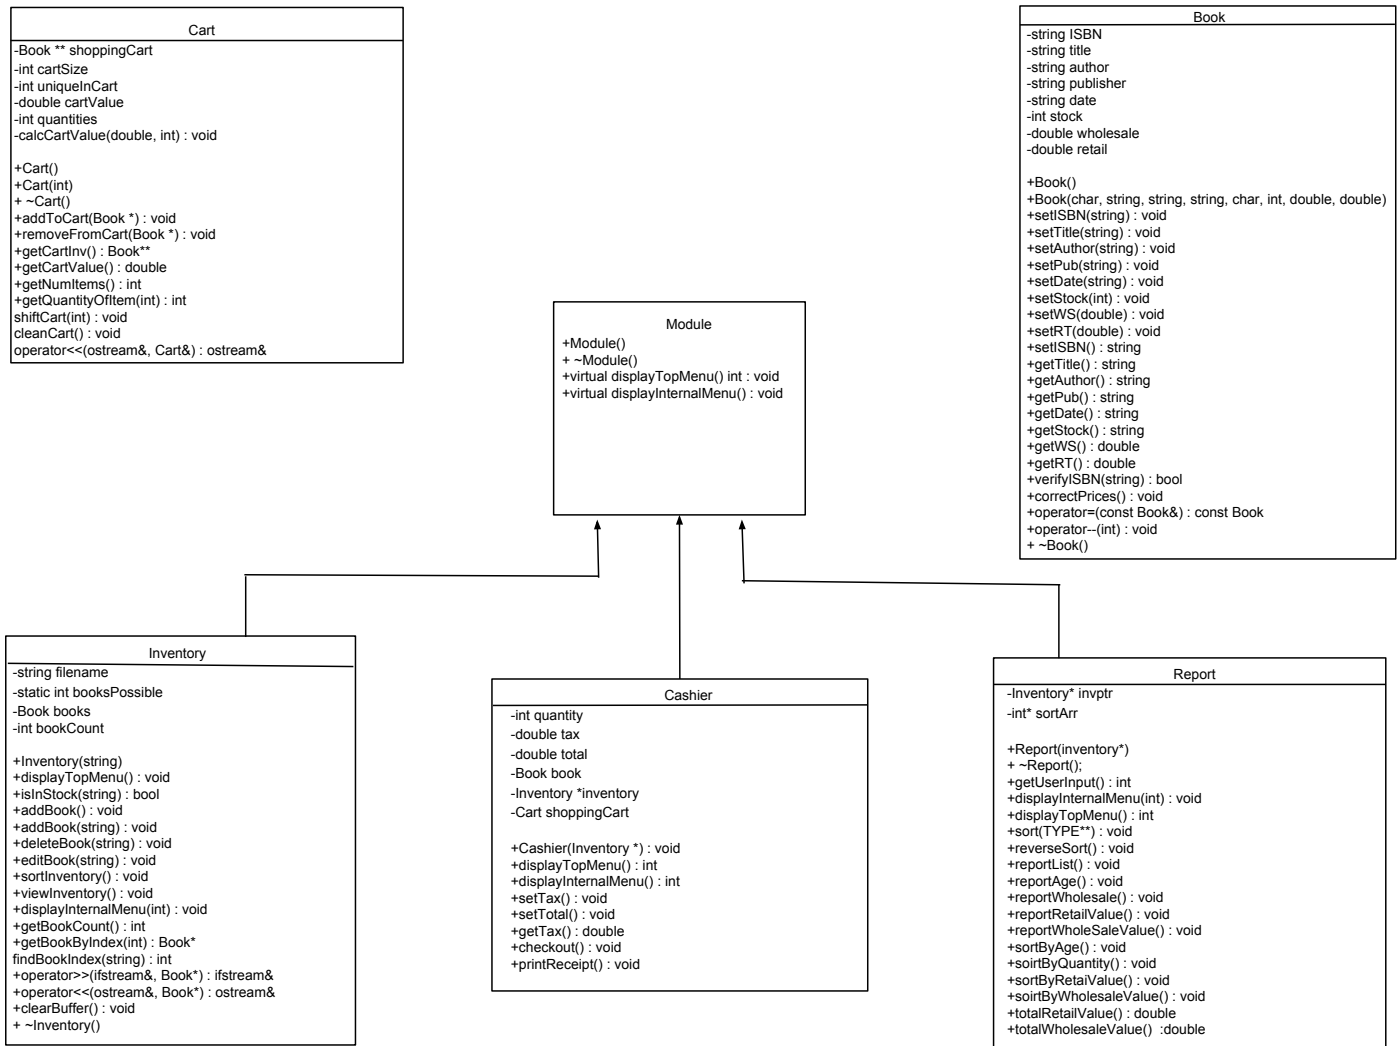 Cart
-Book ** shoppingCart
-int cartSize
-int uniqueInCart
-double cartValue
-int quantities
-calcCartValue(double, int) : void
+Cart()
+Cart(int)
+ ~Cart()
+addToCart(Book *) : void
+removeFromCart(Book *) : void
+getCartInv() : Book**
+getCartValue() : double
+getNumItems() : int
+getQuantityOfItem(int) : int
shiftCart(int) : void
cleanCart() : void
operator<<(ostream&, Cart&) : ostream&
Book
-string ISBN
-string title
-string author
-string publisher
-string date
-int stock
-double wholesale
-double retail
+Book()
+Book(char, string, string, string, char, int, double, double)
+setISBN(string) : void
+setTitle(string) : void
+setAuthor(string) : void
+setPub(string) : void
+setDate(string) : void
+setStock(int) : void
+setWS(double) : void
+setRT(double) : void
+setISBN() : string
+getTitle() : string
+getAuthor() : string
+getPub() : string
+getDate() : string
+getStock() : string
+getWS() : double
+getRT() : double
+verifyISBN(string) : bool
+correctPrices() : void
+operator=(const Book&) : const Book
+operator--(int) : void
+ ~Book()
Module
+Module()
+ ~Module()
+virtual displayTopMenu() int : void
+virtual displayInternalMenu() : void
Inventory
-string filename
-static int booksPossible
-Book books
-int bookCount
+Inventory(string)
+displayTopMenu() : void
+isInStock(string) : bool
+addBook() : void
+addBook(string) : void
+deleteBook(string) : void
+editBook(string) : void
+sortInventory() : void
+viewInventory() : void
+displayInternalMenu(int) : void
+getBookCount() : int
+getBookByIndex(int) : Book*
findBookIndex(string) : int
+operator>>(ifstream&, Book*) : ifstream&
+operator<<(ostream&, Book*) : ostream&
+clearBuffer() : void
+ ~Inventory()
Cashier
-int quantity
-double tax
-double total
-Book book
-Inventory *inventory
-Cart shoppingCart
+Cashier(Inventory *) : void
+displayTopMenu() : int
+displayInternalMenu() : int
+setTax() : void
+setTotal() : void
+getTax() : double
+checkout() : void
+printReceipt() : void
Report
-Inventory* invptr
-int* sortArr
+Report(inventory*)
+ ~Report();
+getUserInput() : int
+displayInternalMenu(int) : void
+displayTopMenu() : int
+sort(TYPE**) : void
+reverseSort() : void
+reportList() : void
+reportAge() : void
+reportWholesale() : void
+reportRetailValue() : void
+reportWholeSaleValue() : void
+sortByAge() : void
+soirtByQuantity() : void
+sortByRetaiValue() : void
+soirtByWholesaleValue() : void
+totalRetailValue() : double
+totalWholesaleValue()  :double